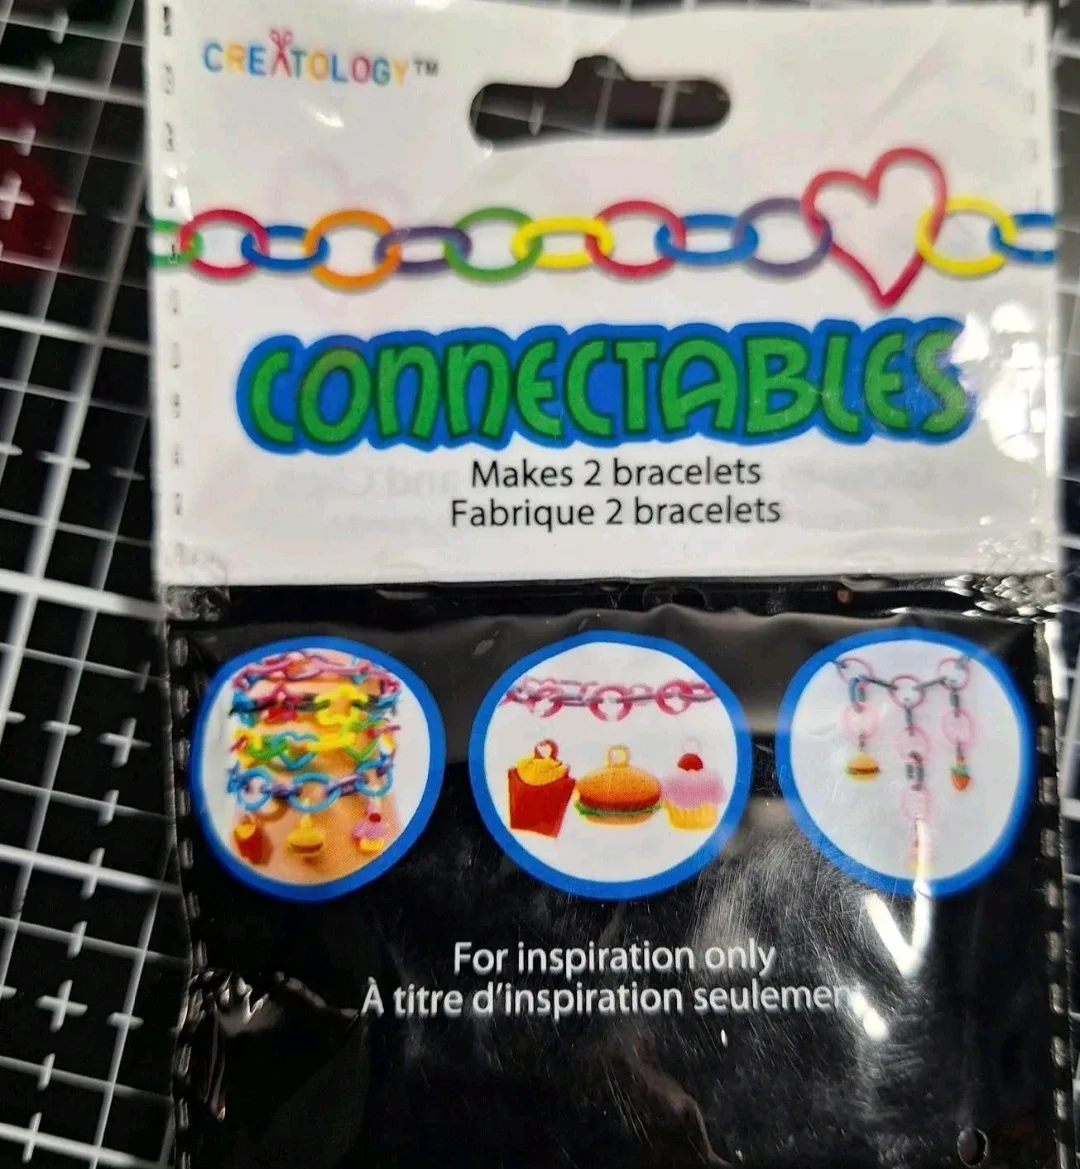 CREATOLOGY™
CONNECTABLES
Makes 2 bracelets
Fabrique 2 bracelets
For inspiration only
À titre d'inspiration seulement